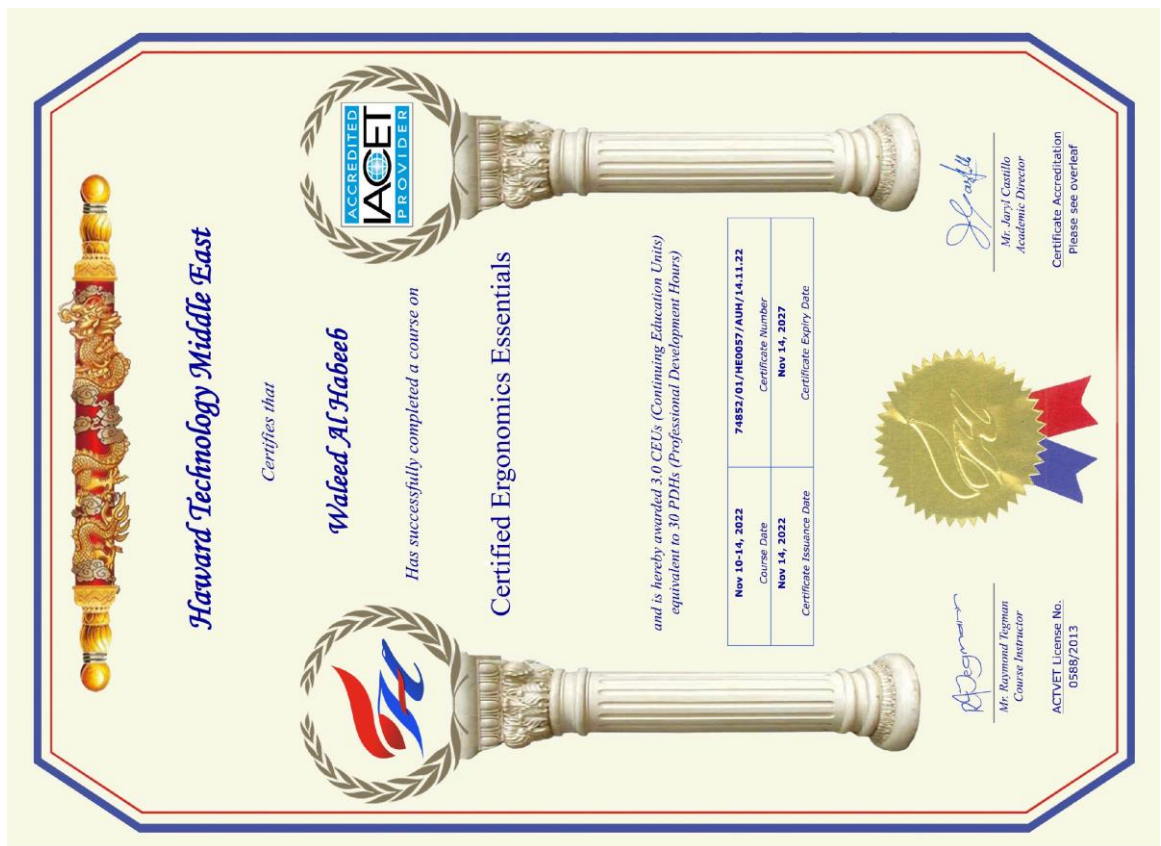 Haward Technology Middle East
Certifies that
Waleed Al Habeeb
Has successfully completed a course on
ACCREDITED
IACET
PROVIDER
Certified Ergonomics Essentials
and is hereby awarded 3.0 CEUs (Continuing Education Units)
equivalent to 30 PDHs (Professional Development Hours)
Nov 10-14, 2022
Course Date
74852/01/HE0057/AUH/14.11.22
Certificate Number
Nov 14, 2022
Certificate Issuance Date
Nov 14, 2027
Certificate Expiry Date
Mr. Raymond Tegman
Course Instructor
Mr. Jaryl Castillo
Academic Director
ACTVET License No.
0588/2013
Certificate Accreditation
Please see overleaf